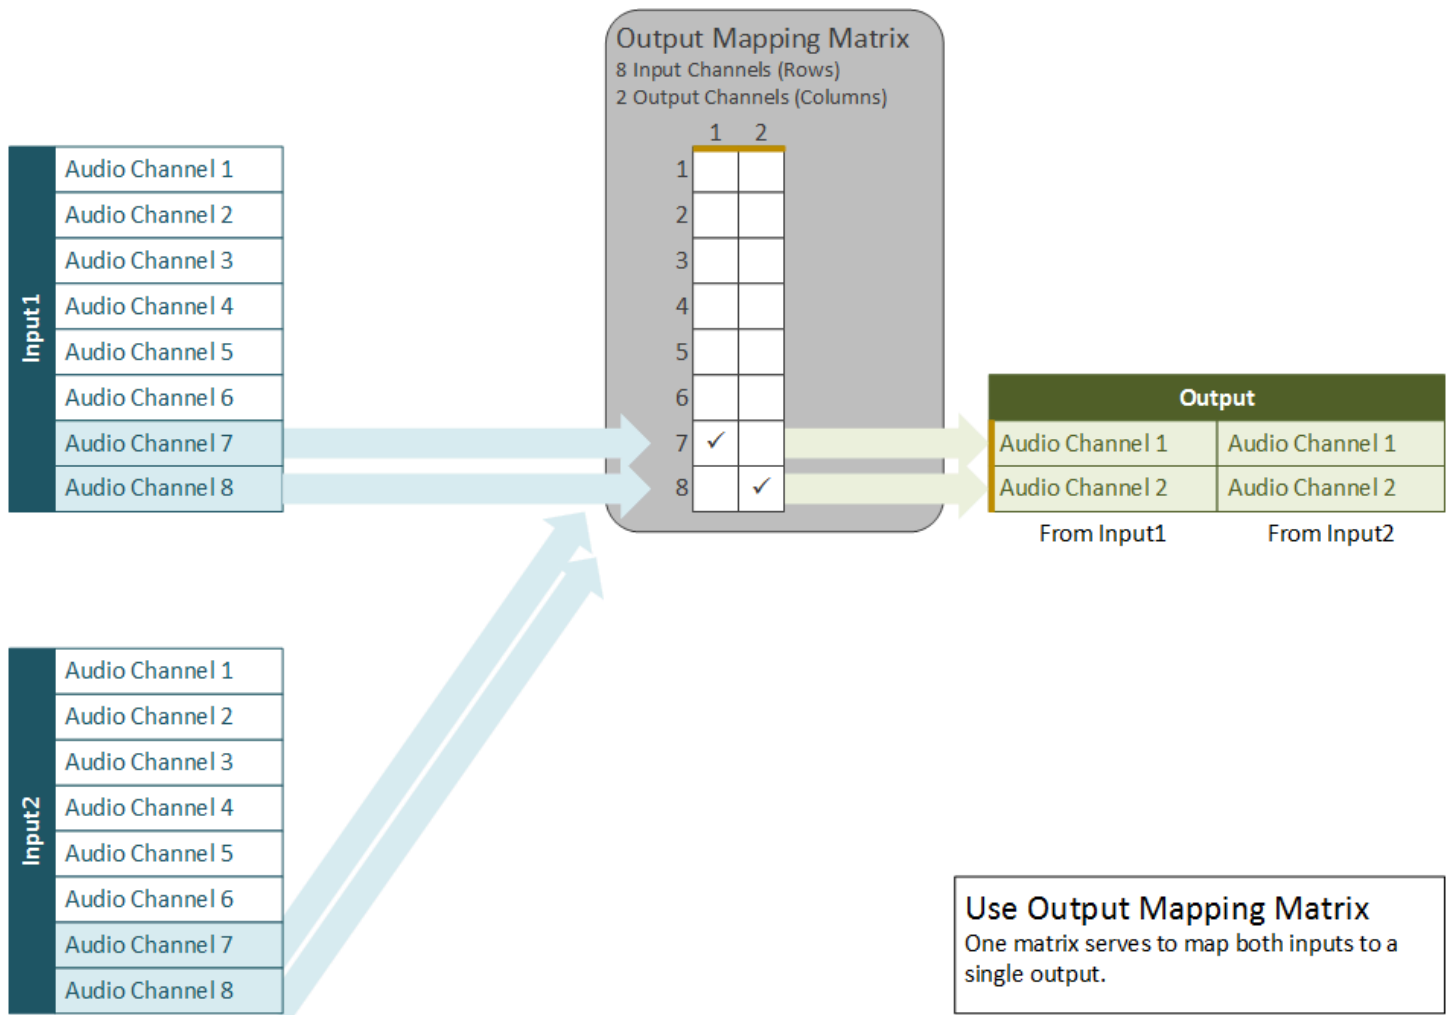 Output Mapping Matrix
8 Input Channels (Rows)
2 Output Channels (Columns)
1 2
1
2
3
4
5
6
7 ✓
8 ✓
Input1
Audio Channel 1
Audio Channel 2
Audio Channel 3
Audio Channel 4
Audio Channel 5
Audio Channel 6
Audio Channel 7
Audio Channel 8
Output
Audio Channel 1 Audio Channel 1
Audio Channel 2 Audio Channel 2
From Input1 From Input2
Input2
Audio Channel 1
Audio Channel 2
Audio Channel 3
Audio Channel 4
Audio Channel 5
Audio Channel 6
Audio Channel 7
Audio Channel 8
Use Output Mapping Matrix
One matrix serves to map both inputs to a
single output.